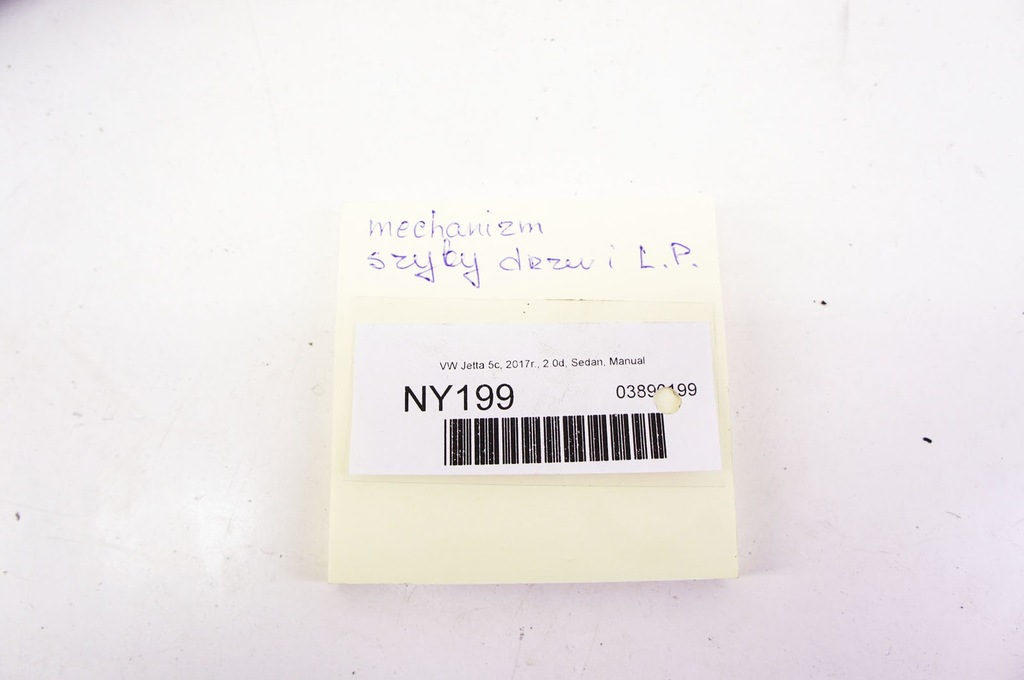 mechanizm
szyby drzwi L.P.
VW Jetta 5c, 2017r., 2.0d, Sedan, Manual
NY199